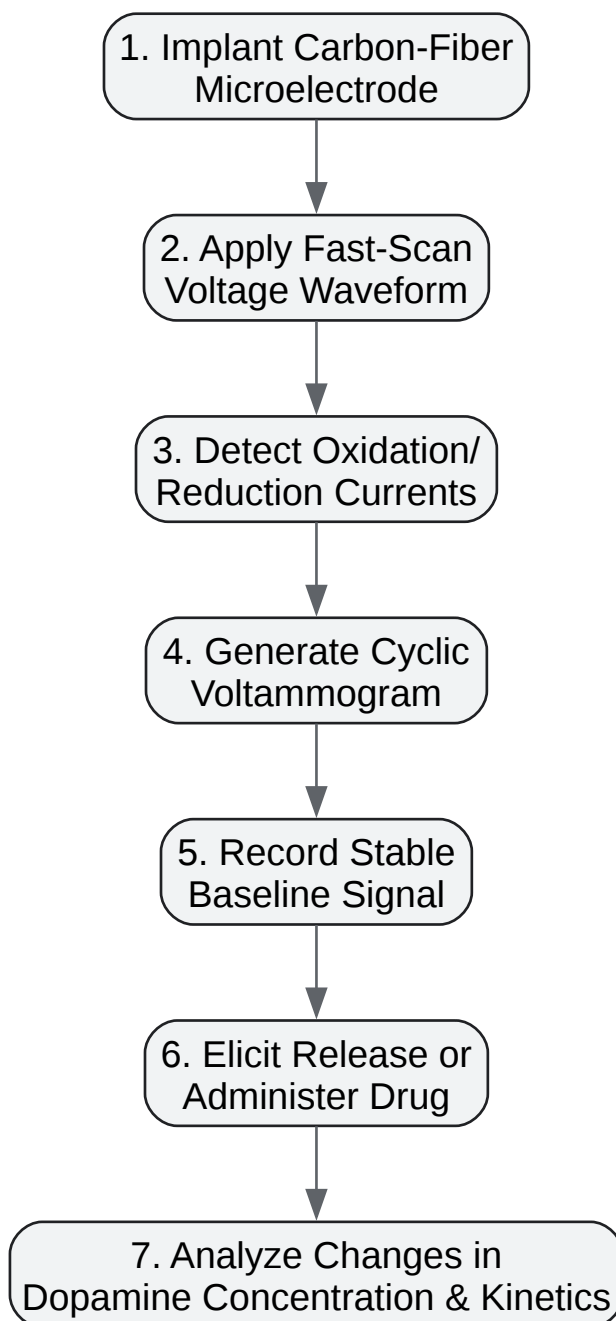 1. Implant Carbon-Fiber
Microelectrode
2. Apply Fast-Scan
Voltage Waveform
3. Detect Oxidation/
Reduction Currents
4. Generate Cyclic
Voltammogram
5. Record Stable
Baseline Signal
6. Elicit Release or
Administer Drug
7. Analyze Changes in
Dopamine Concentration & Kinetics